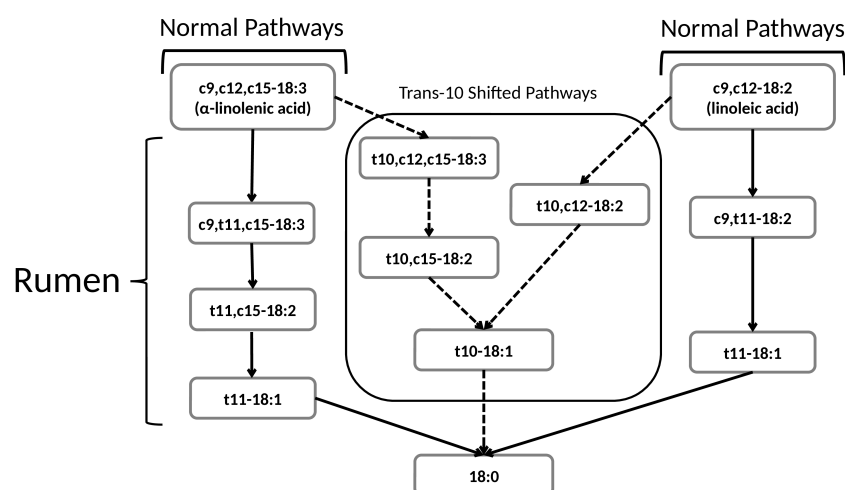 Normal Pathways
Normal Pathways
c9,c12,c15-18:3
(α-linolenic acid)
Trans-10 Shifted Pathways
c9,c12-18:2
(linoleic acid)
t10,c12,c15-18:3
t10,c12-18:2
c9,t11,c15-18:3
c9,t11-18:2
t10,c15-18:2
Rumen
t11,c15-18:2
t10-18:1
t11-18:1
t11-18:1
18:0